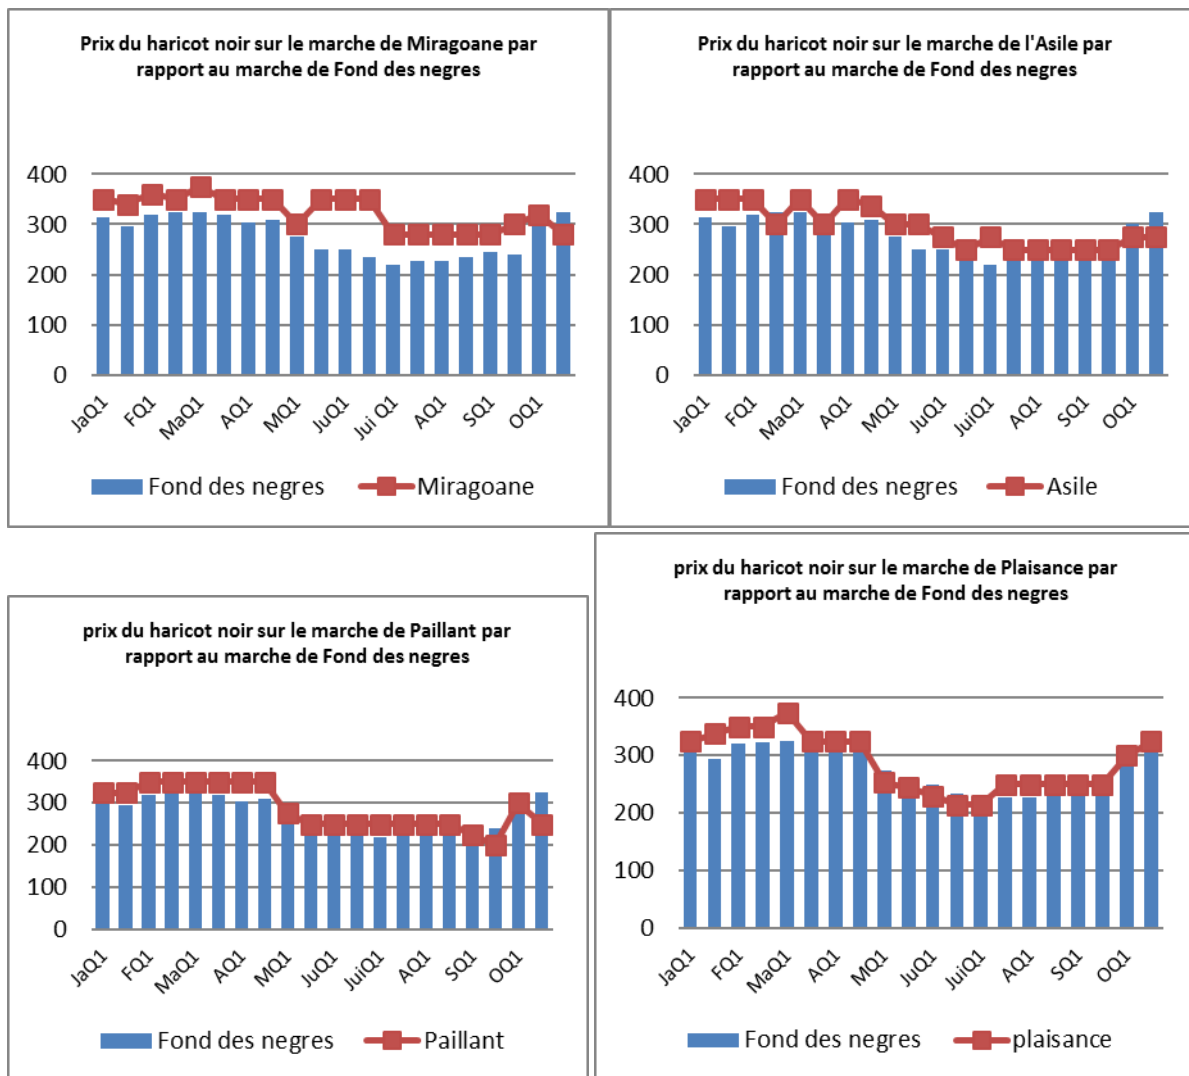 Prix du haricot noir sur le marche de Miragoane par
rapport au marche de Fond des negres
400
300
200
100
0
JaQ1 FQ1 MaQ1 AQ1 MQ1 JuQ1 Jui Q1 AQ1 SQ1 OQ1
Fond des negres Miragoane
Prix du haricot noir sur le marche de l'Asile par
rapport au marche de Fond des negres
400
300
200
100
0
JaQ1 FQ1 MaQ1 AQ1 MQ1 JuQ1 JuiQ1 AQ1 SQ1 OQ1
Fond des negres Asile
prix du haricot noir sur le marche de Paillant par
rapport au marche de Fond des negres
400
300
200
100
0
JaQ1 FQ1 MaQ1 AQ1 MQ1 JuQ1 JuiQ1 AQ1 SQ1 OQ1
Fond des negres Paillant
prix du haricot noir sur le marche de Plaisance par
rapport au marche de Fond des negres
400
300
200
100
0
JaQ1 FQ1 MaQ1 AQ1 MQ1 JuQ1 JuiQ1 AQ1 SQ1 OQ1
Fond des negres plaisance